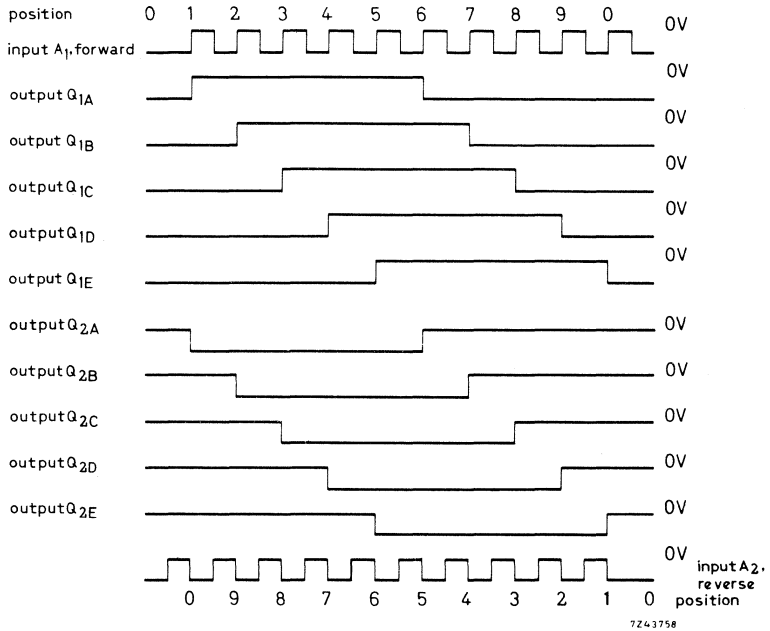 position 0 1 2 3 4 5 6 7 8 9 0
0V
input A1, forward
0V
output Q1A
0V
output Q1B
0V
output Q1C
0V
output Q1D
0V
output Q1E
output Q2A 0V
output Q2B 0V
output Q2C 0V
output Q2D 0V
output Q2E 0V
0V input A2,
reverse
0 9 8 7 6 5 4 3 2 1 0 position
7Z43758